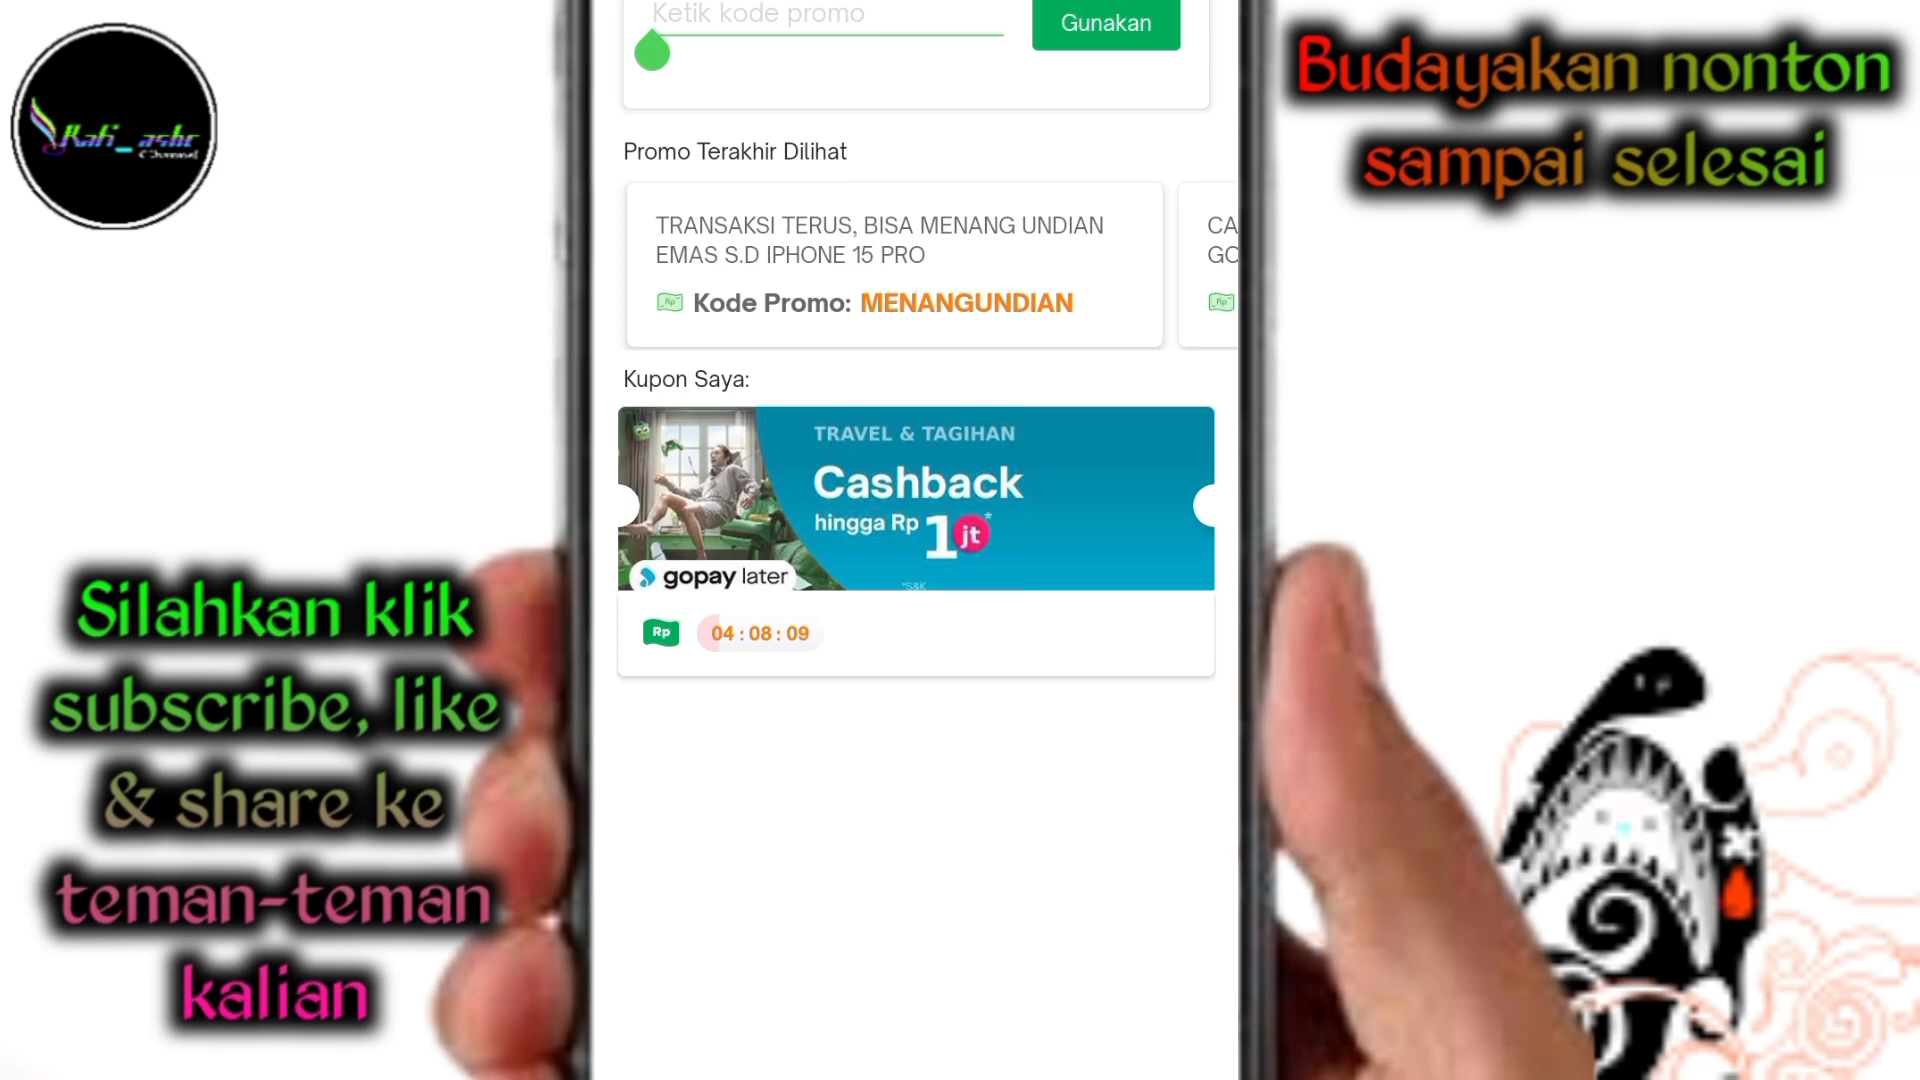 Ketik kode promo
Gunakan
Budayakan nonton
sampai selesai
Kafi_ashr
Promo Terakhir Dilihat
TRANSAKSI TERUS, BISA MENANG UNDIAN
EMAS S.D IPHONE 15 PRO
Kode Promo: MENANGUNDIAN
CA
GO
Kupon Saya:
TRAVEL & TAGIHAN
Cashback
hingga Rp 1 jt*
gopay later
*S&K
Rp
04 : 08 : 09
Silahkan klik
subscribe, like
& share ke
teman-teman
kalian